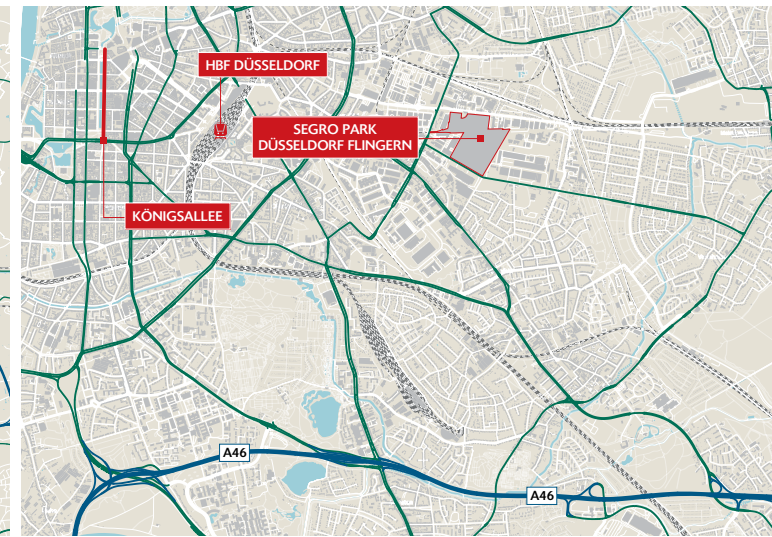 HBF DÜSSELDORF
SEGRO PARK
DÜSSELDORF FLINGERN
KÖNIGSALLEE
A46
A46